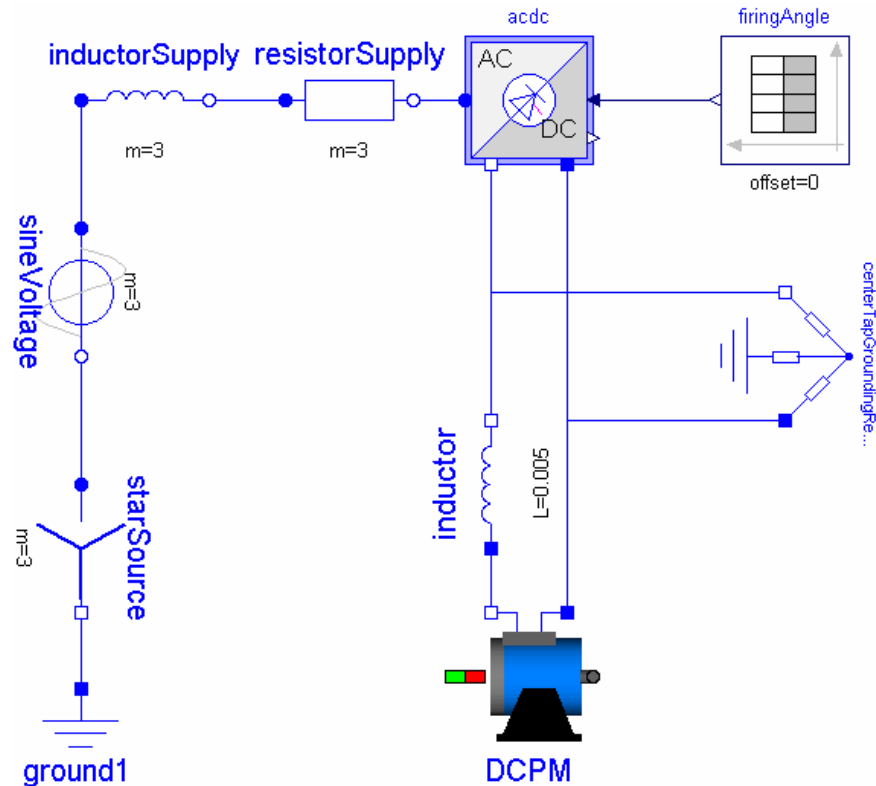 acdc
firingAngle
inductorSupply
resistorSupply
AC
DC
m=3
m=3
offset=0
sineVoltage
m=3
centerTapGroundingRe...
inductor
L=0.005
starSource
m=3
ground1
DCPM